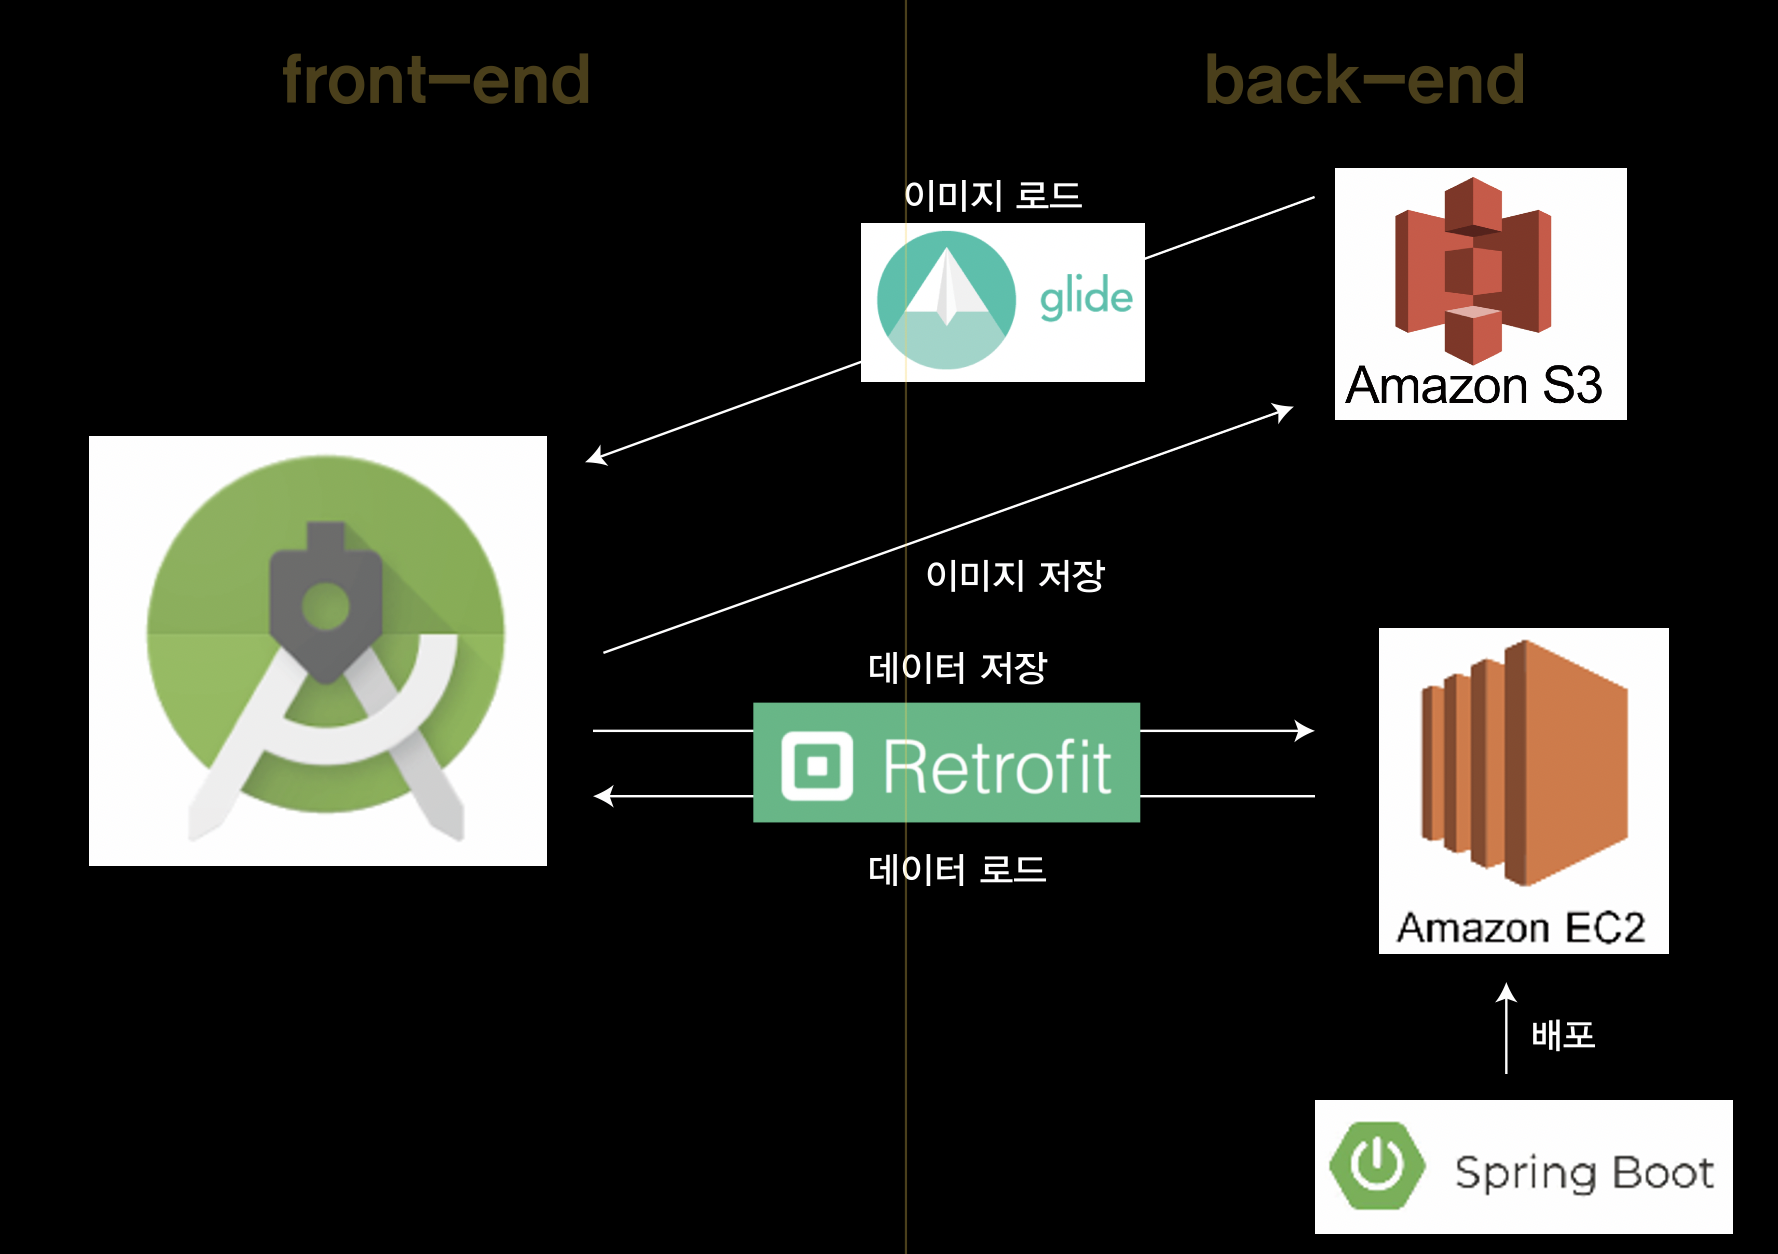 front-end
back-end
이미지 로드
glide
Amazon S3
이미지 저장
데이터 저장
Retrofit
데이터 로드
Amazon EC2
배포
Spring Boot